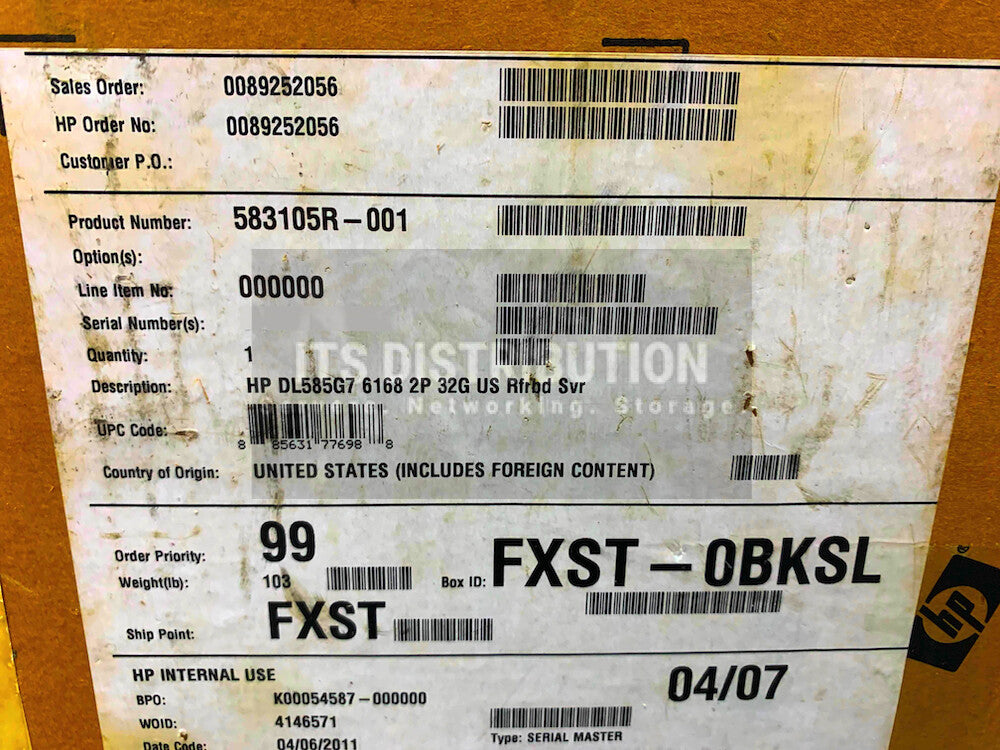 Sales Order: 0089252056
HP Order No: 0089252056
Customer P.O.:
Product Number: 583105R-001
Option(s):
Line Item No: 000000
Serial Number(s):
Quantity: 1
ITS DISTRIBUTION
Description: HP DL585G7 6168 2P 32G US Rfrbd Svr
. Networking. Storage.
UPC Code: 8 85631 77698 8
Country of Origin: UNITED STATES (INCLUDES FOREIGN CONTENT)
Order Priority: 99
Weight(lb): 103 Box ID: FXST-0BKSL
Ship Point: FXST
hp
HP INTERNAL USE 04/07
BPO: K00054587-000000
WOID: 4146571
Type: SERIAL MASTER
Date Code: 04/06/2011